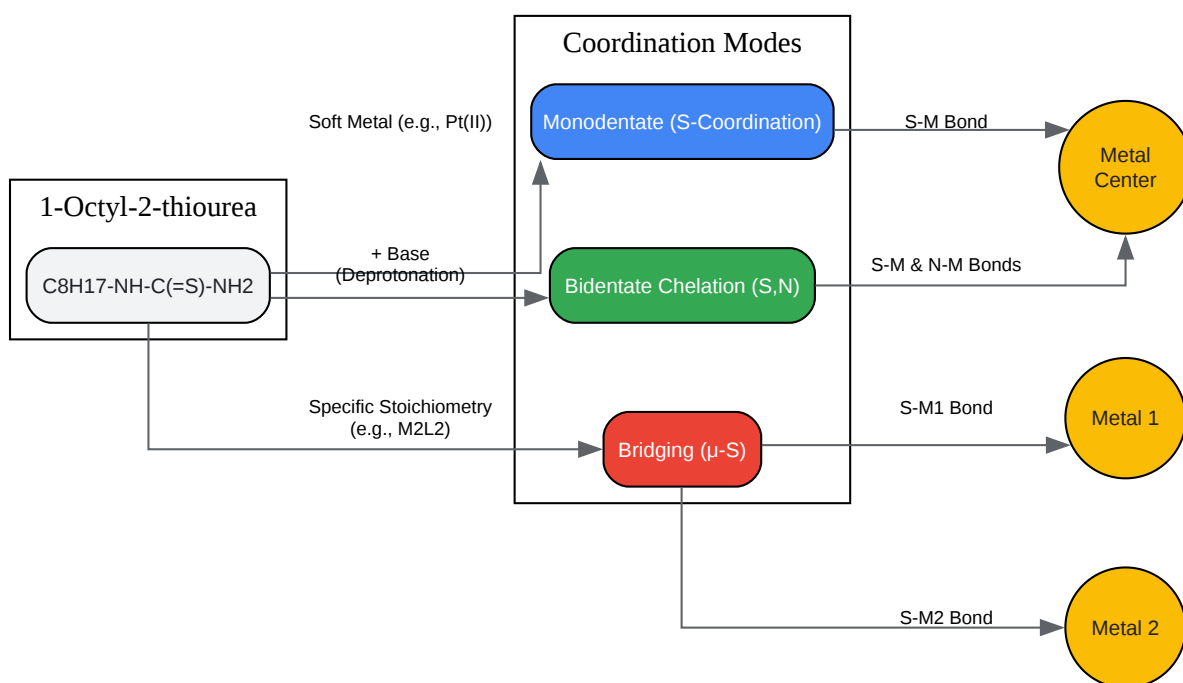 Coordination Modes
Soft Metal (e.g., Pt(II))
Monodentate (S-Coordination)
S-M Bond
Metal
Center
1-Octyl-2-thiourea
C8H17-NH-C(=S)-NH2
+ Base
(Deprotonation)
Bidentate Chelation (S,N)
S-M & N-M Bonds
Specific Stoichiometry
(e.g., M2L2)
Bridging (μ-S)
S-M1 Bond
Metal 1
S-M2 Bond
Metal 2